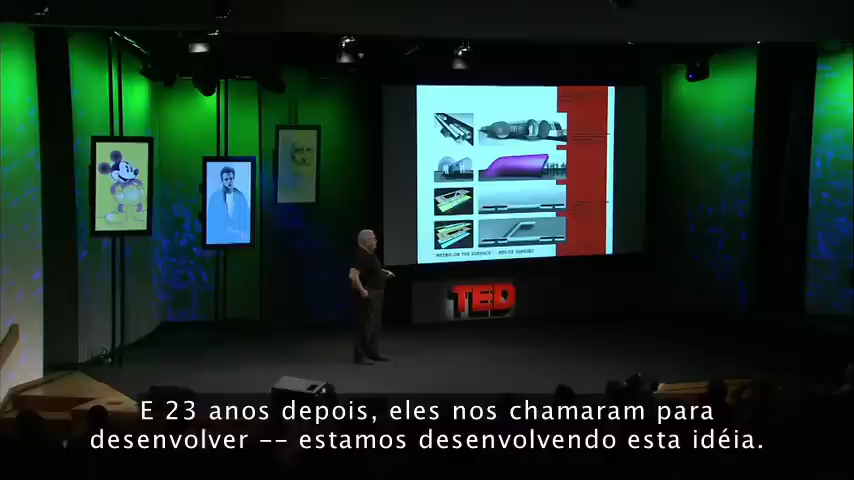 TED
E 23 anos depois, eles nos chamaram para
desenvolver -- estamos desenvolvendo esta idéia.